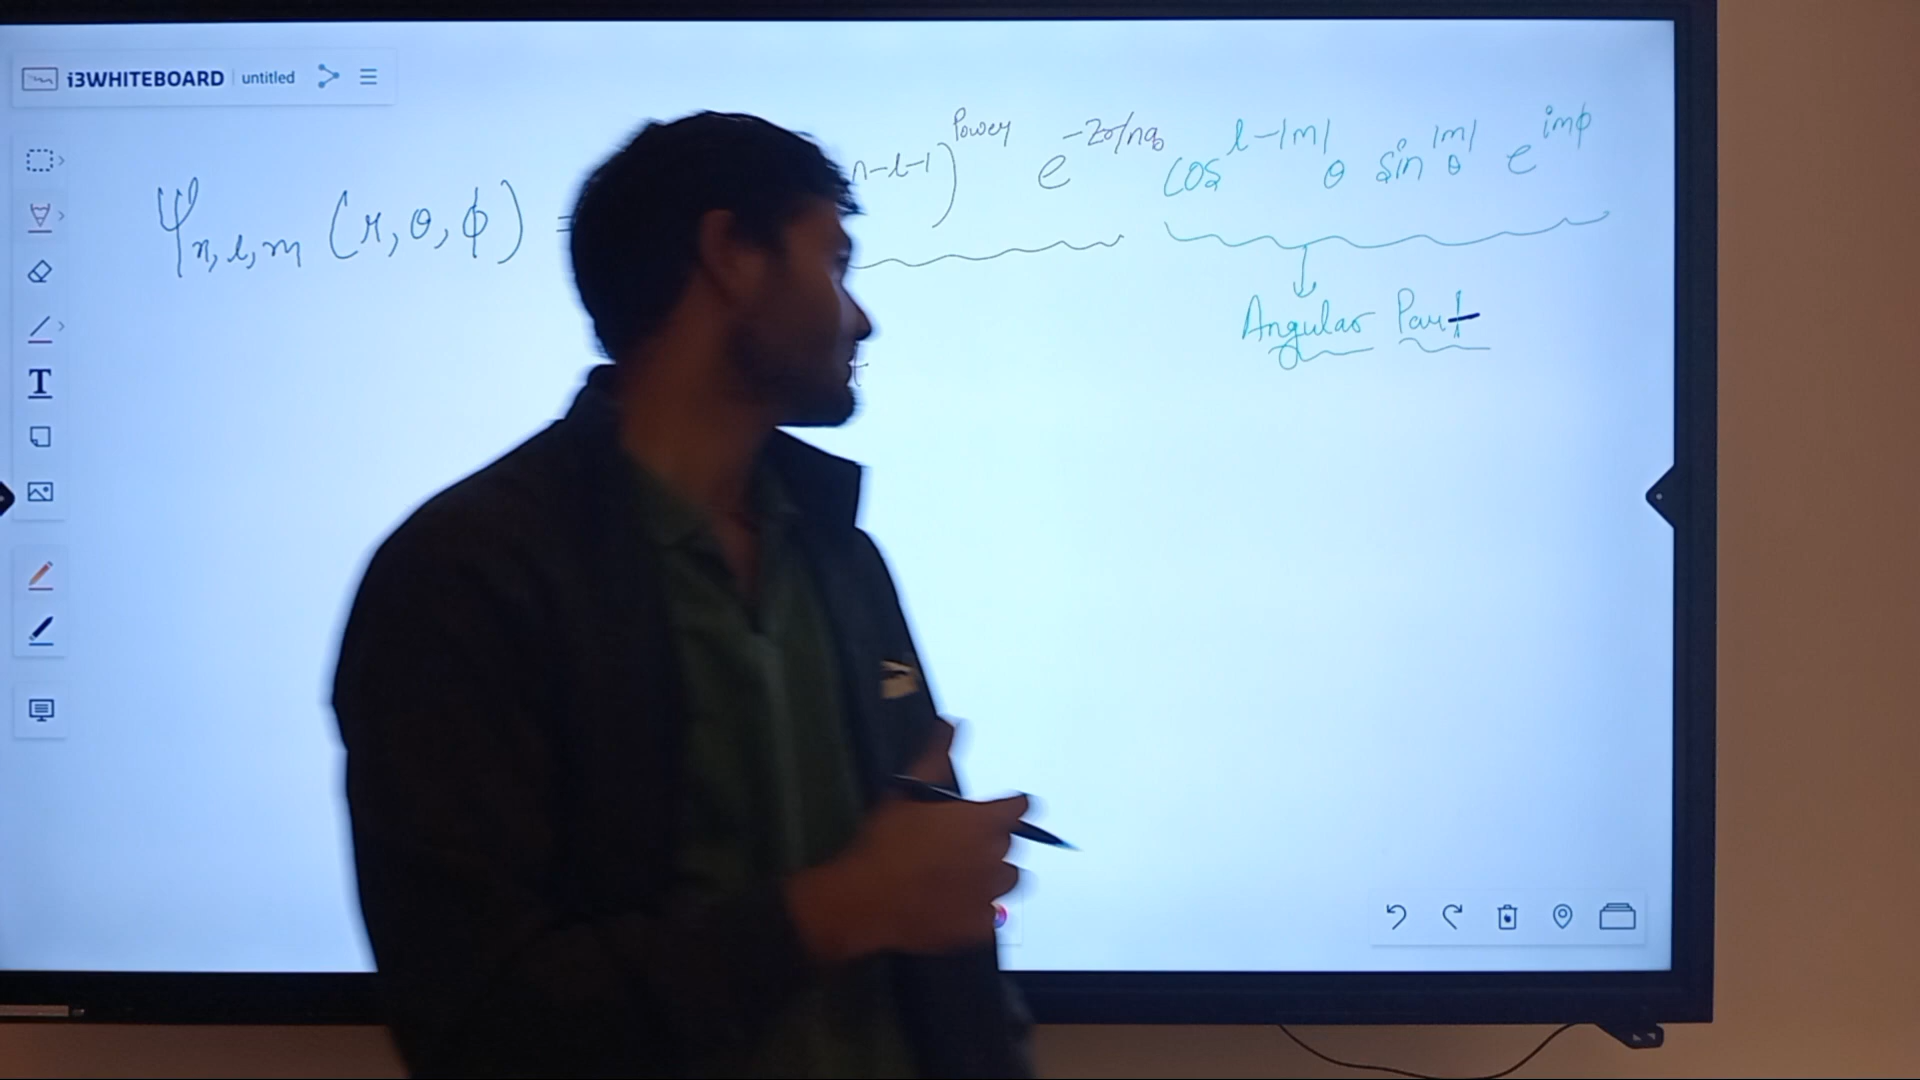 i3WHITEBOARD untitled
T
ψn,l,m (r,θ,ϕ) = n-l-1) Power e -Zr/na₀ cos l-|m| θ sin |m| θ e imϕ
Angular Part
t